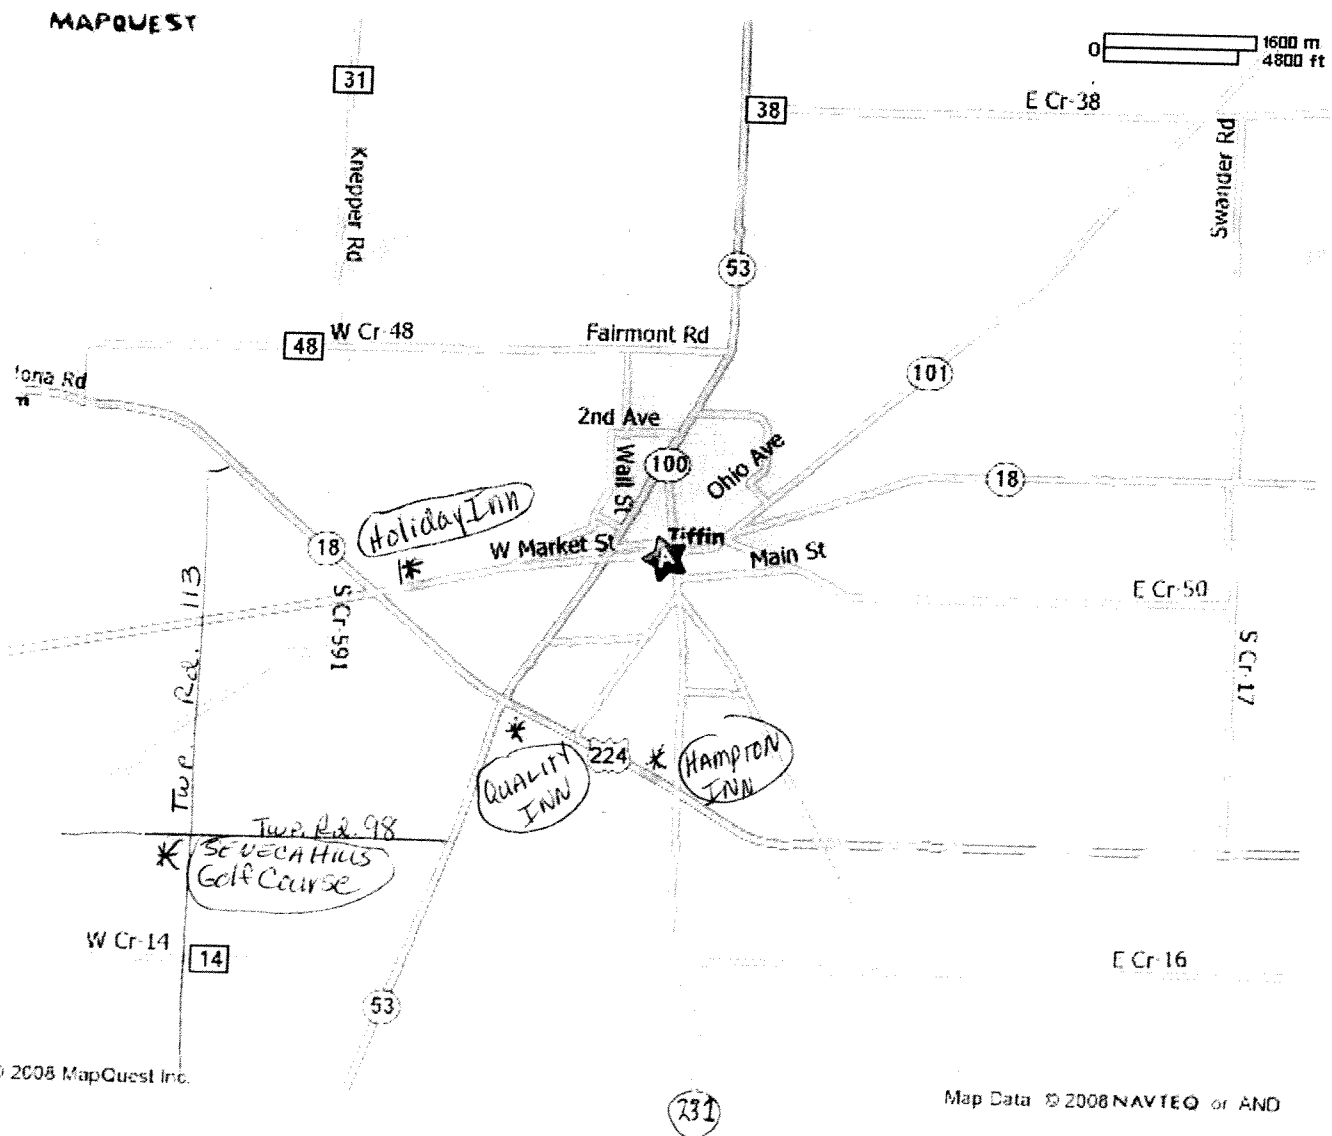 MAPQUEST
0
1600 m
4800 ft
31
38
E Cr-38
Knepper Rd
Swander Rd
53
48
W Cr-48
Fairmont Rd
101
lona Rd
2nd Ave
Wall St
100
Ohio Ave
18
Holiday Inn
18
W Market St
Tiffin
A
Main St
E Cr-50
S Cr-591
S Cr-17
Twp Rd. 113
QUALITY
INN
224
HAMPTON
INN
Twp. Rd. 98
SENECA HILLS
Golf Course
W Cr-14
14
E Cr-16
53
© 2008 MapQuest Inc.
231
Map Data © 2008 NAVTEQ or AND